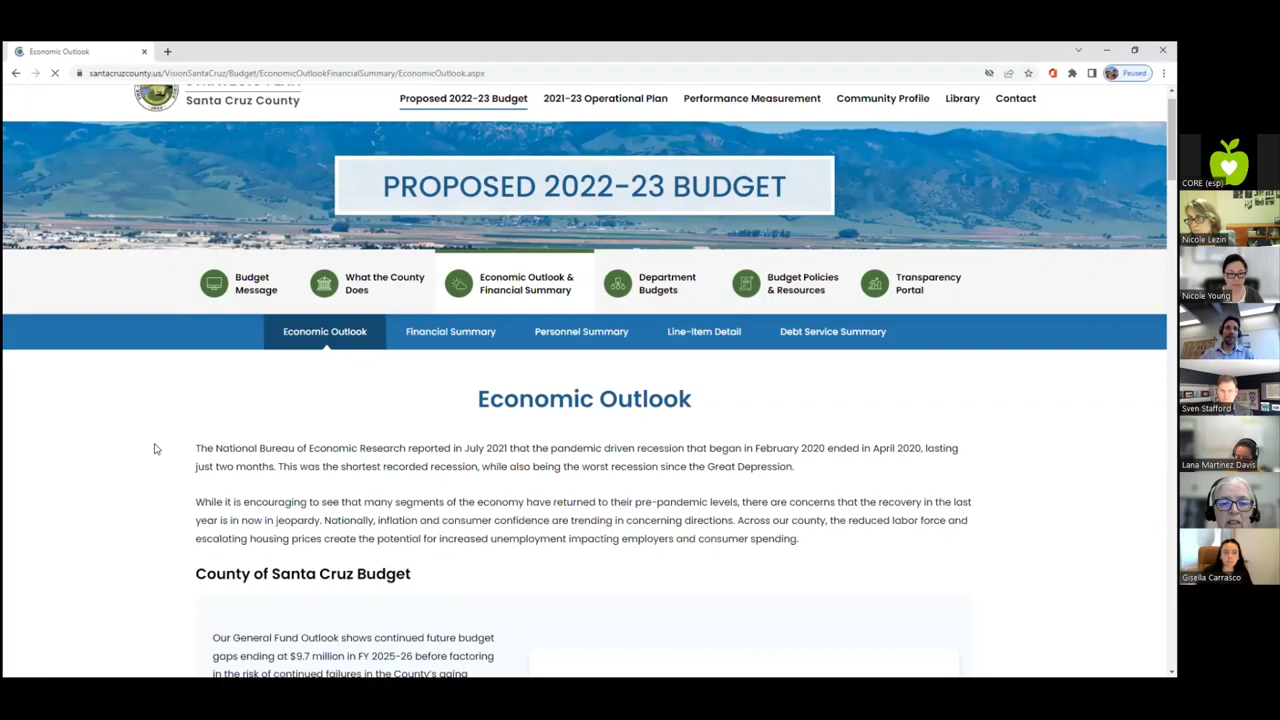 Economic Outlook
santacruzcounty.us/VisionSantaCruz/Budget/EconomicOutlookFinancialSummary/EconomicOutlook.aspx
Paused
Santa Cruz County
Proposed 2022-23 Budget
2021-23 Operational Plan
Performance Measurement
Community Profile
Library
Contact
PROPOSED 2022-23 BUDGET
Budget
Message
What the County
Does
Economic Outlook &
Financial Summary
Department
Budgets
Budget Policies
& Resources
Transparency
Portal
Economic Outlook
Financial Summary
Personnel Summary
Line-Item Detail
Debt Service Summary
Economic Outlook
The National Bureau of Economic Research reported in July 2021 that the pandemic driven recession that began in February 2020 ended in April 2020, lasting
just two months. This was the shortest recorded recession, while also being the worst recession since the Great Depression.
While it is encouraging to see that many segments of the economy have returned to their pre-pandemic levels, there are concerns that the recovery in the last
year is in now in jeopardy. Nationally, inflation and consumer confidence are trending in concerning directions. Across our county, the reduced labor force and
escalating housing prices create the potential for increased unemployment impacting employers and consumer spending.
County of Santa Cruz Budget
Our General Fund Outlook shows continued future budget
gaps ending at $9.7 million in FY 2025-26 before factoring
in the risk of continued failures in the County's aging
CORE (esp)
Nicole Lezin
Nicole Young
Sven Stafford
Lana Martinez Davis
Gisella Carrasco